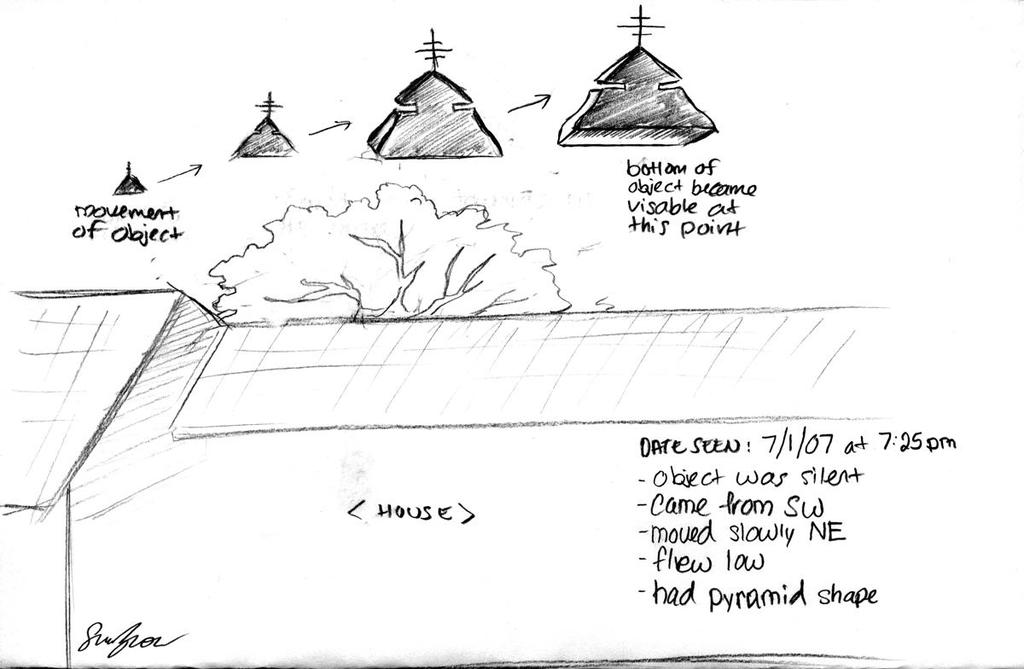 movement
of object
bottom of
object became
visable at
this point
DATE SEEN: 7/1/07 at 7:25pm
- object was silent
- Came from SW
- moved slowly NE
- flew low
- had pyramid shape
< HOUSE >